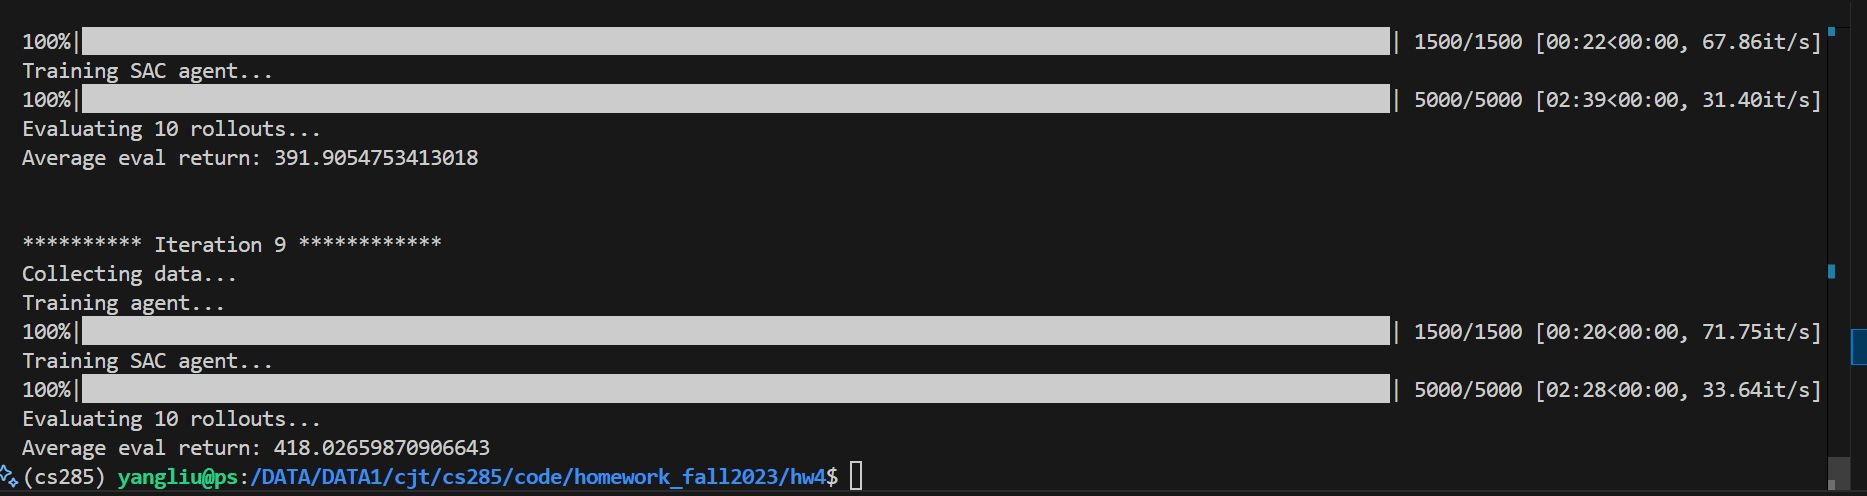 100%| | 1500/1500 [00:22<00:00, 67.86it/s]
Training SAC agent...
100%| | 5000/5000 [02:39<00:00, 31.40it/s]
Evaluating 10 rollouts...
Average eval return: 391.9054753413018
********** Iteration 9 ************
Collecting data...
Training agent...
100%| | 1500/1500 [00:20<00:00, 71.75it/s]
Training SAC agent...
100%| | 5000/5000 [02:28<00:00, 33.64it/s]
Evaluating 10 rollouts...
Average eval return: 418.02659870906643
(cs285) yangliu@ps:/DATA/DATA1/cjt/cs285/code/homework_fall2023/hw4$